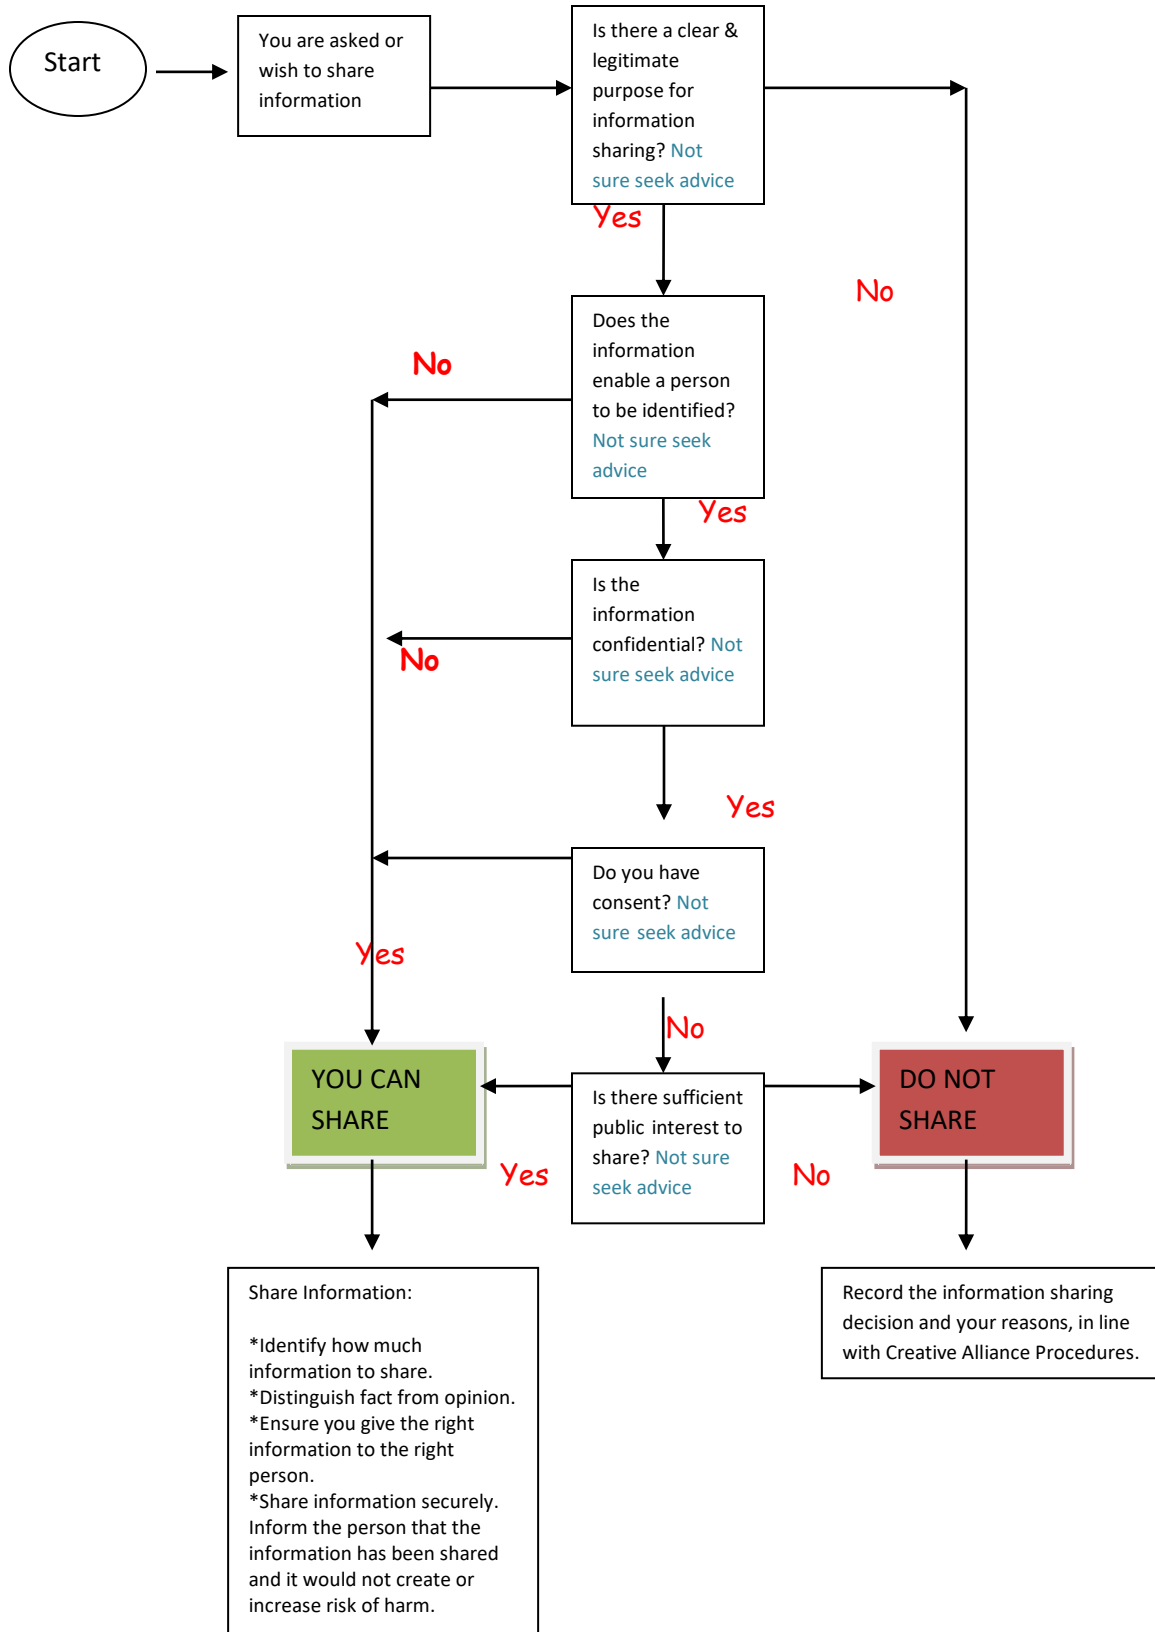 Start
You are asked or
wish to share
information
Is there a clear &
legitimate
purpose for
information
sharing? Not
sure seek advice
Yes
No
Does the
information
enable a person
to be identified?
Not sure seek
advice
No
Yes
Is the
information
confidential? Not
sure seek advice
No
Yes
Do you have
consent? Not
sure seek advice
Yes
No
YOU CAN
SHARE
Is there sufficient
public interest to
share? Not sure
seek advice
Yes
No
DO NOT
SHARE
Share Information:
*Identify how much
information to share.
*Distinguish fact from opinion.
*Ensure you give the right
information to the right
person.
*Share information securely.
Inform the person that the
information has been shared
and it would not create or
increase risk of harm.
Record the information sharing
decision and your reasons, in line
with Creative Alliance Procedures.